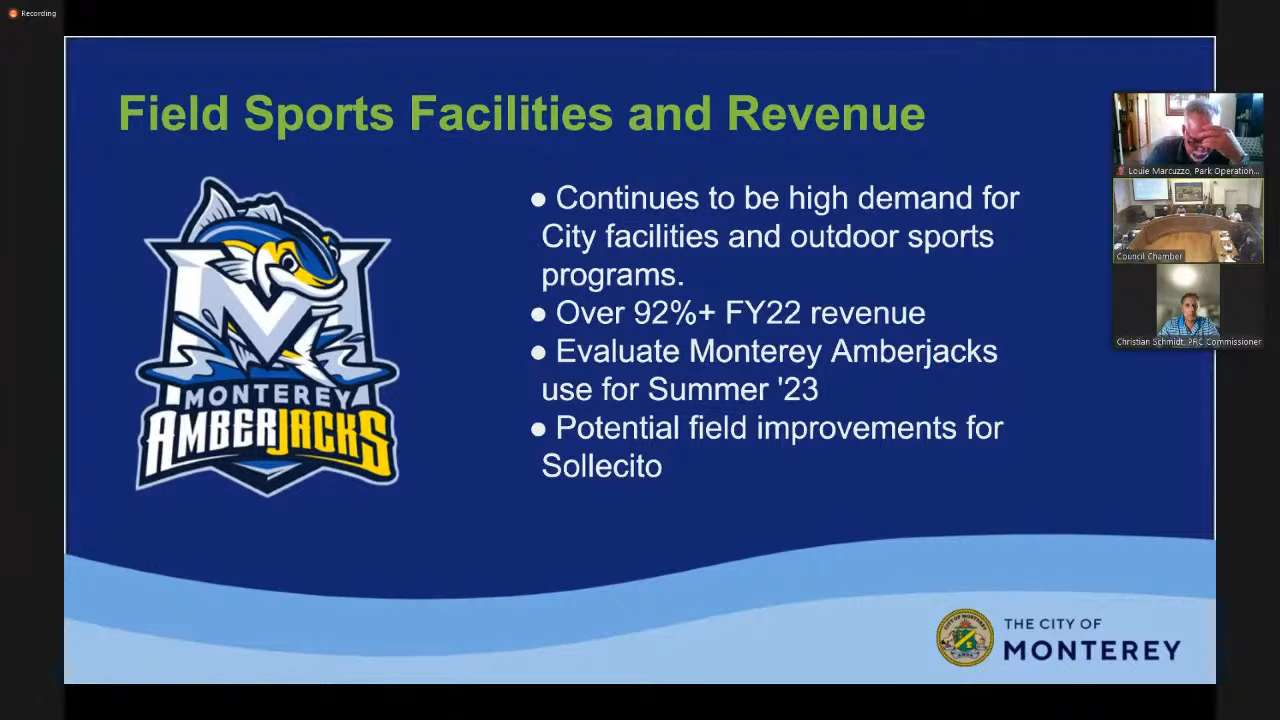 Recording
Field Sports Facilities and Revenue
MONTEREY
AMBERJACKS
● Continues to be high demand for
City facilities and outdoor sports
programs.
● Over 92%+ FY22 revenue
● Evaluate Monterey Amberjacks
use for Summer '23
● Potential field improvements for
Sollecito
Louie Marcuzzo, Park Operation...
Council Chamber
Christian Schmidt, PRC Commissioner
THE CITY OF
MONTEREY